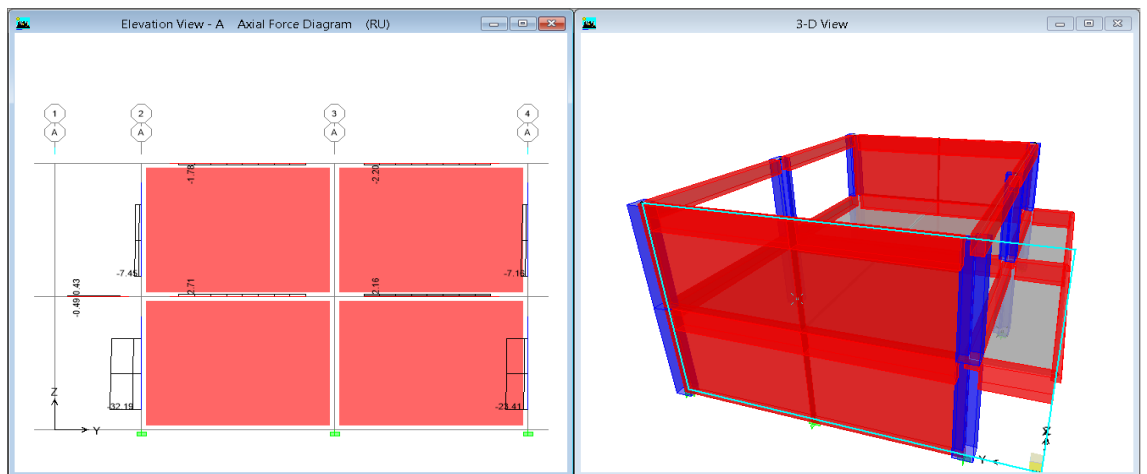 Elevation View - A Axial Force Diagram (RU)
3-D View
1 2 3 4
A A A A
-1.78
-2.20
-7.45
-7.16
-0.49 0.43
2.71
2.16
-32.19
-23.41
Z
Y
Y